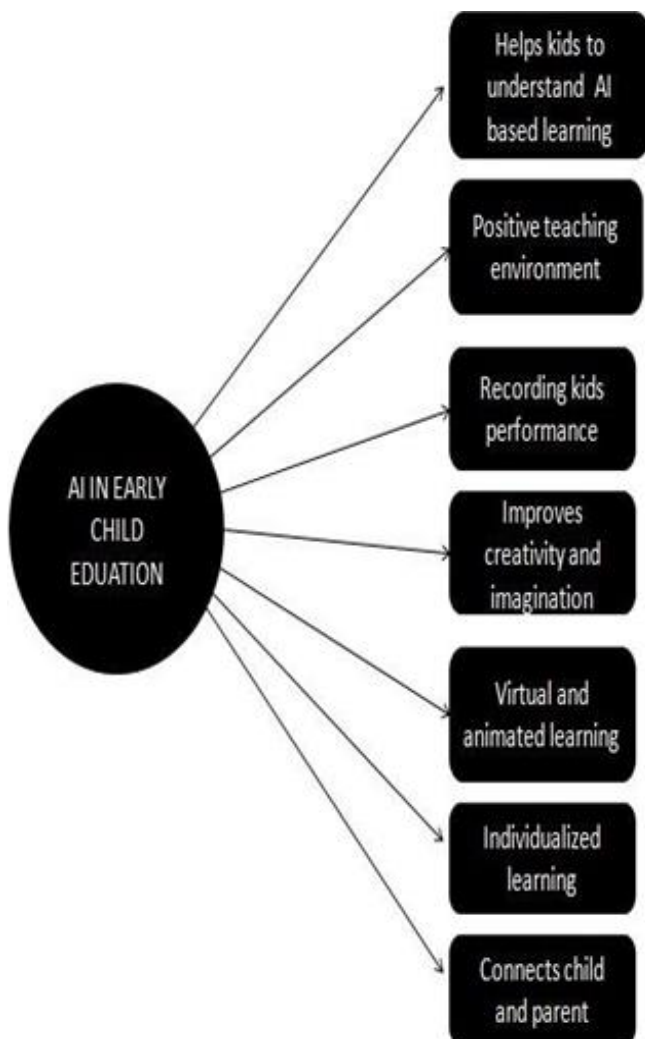 Helps kids to
understand AI
based learning
Positive teaching
environment
Recording kids
performance
AI IN EARLY
CHILD
EDUATION
Improves
creativity and
imagination
Virtual and
animated learning
Individualized
learning
Connects child
and parent